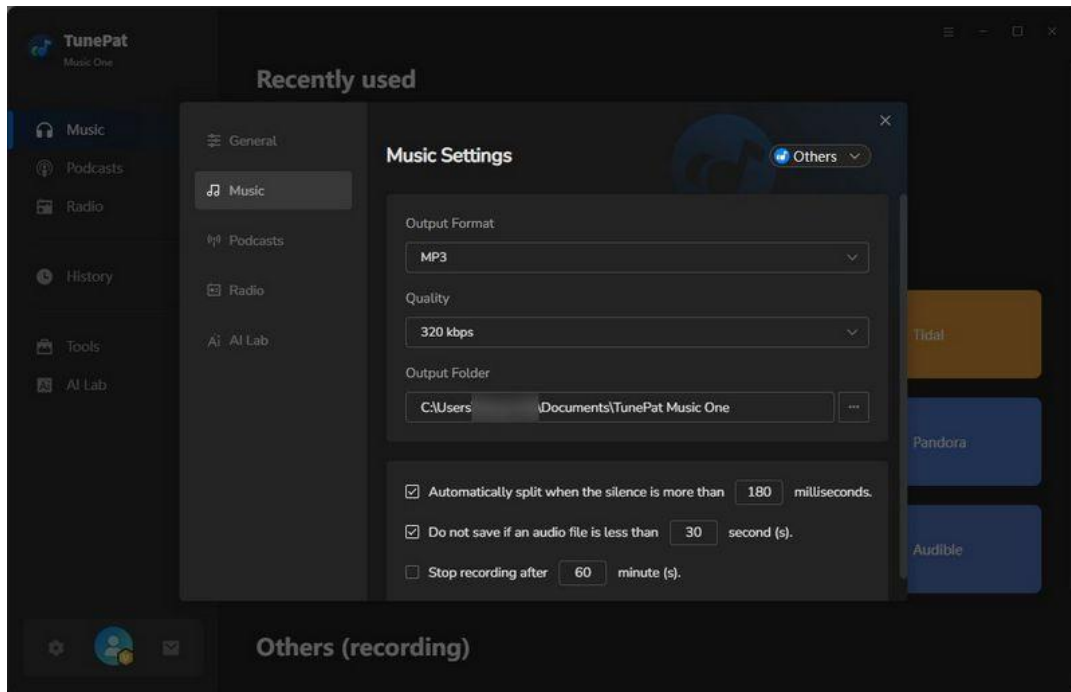 TunePat
Music One
Recently used
Music
Podcasts
Radio
History
Tools
AI Lab
General
Music
Podcasts
Radio
AI Lab
Music Settings
Others
Output Format
MP3
Quality
320 kbps
Output Folder
C:\Users\ \Documents\TunePat Music One
...
Automatically split when the silence is more than 180 milliseconds.
Do not save if an audio file is less than 30 second (s).
Stop recording after 60 minute (s).
Tidal
Pandora
Audible
Others (recording)